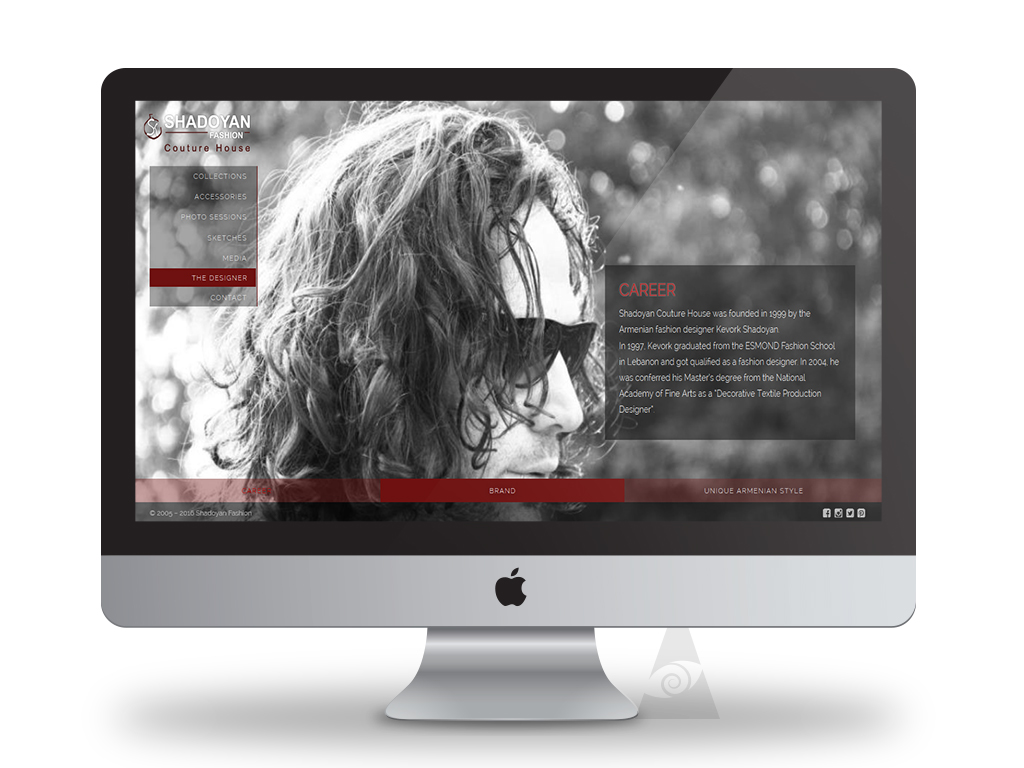 SHADOYAN
FASHION
Couture House
COLLECTIONS
ACCESSORIES
PHOTO SESSIONS
SKETCHES
MEDIA
THE DESIGNER
CONTACT
CAREER
Shadoyan Couture House was founded in 1999 by the
Armenian fashion designer Kevork Shadoyan.
In 1997, Kevork graduated from the ESMOND Fashion School
in Lebanon and got qualified as a fashion designer. In 2004, he
was conferred his Master's degree from the National
Academy of Fine Arts as a "Decorative Textile Production
Designer".
CAREER
BRAND
UNIQUE ARMENIAN STYLE
© 2005 - 2016 Shadoyan Fashion